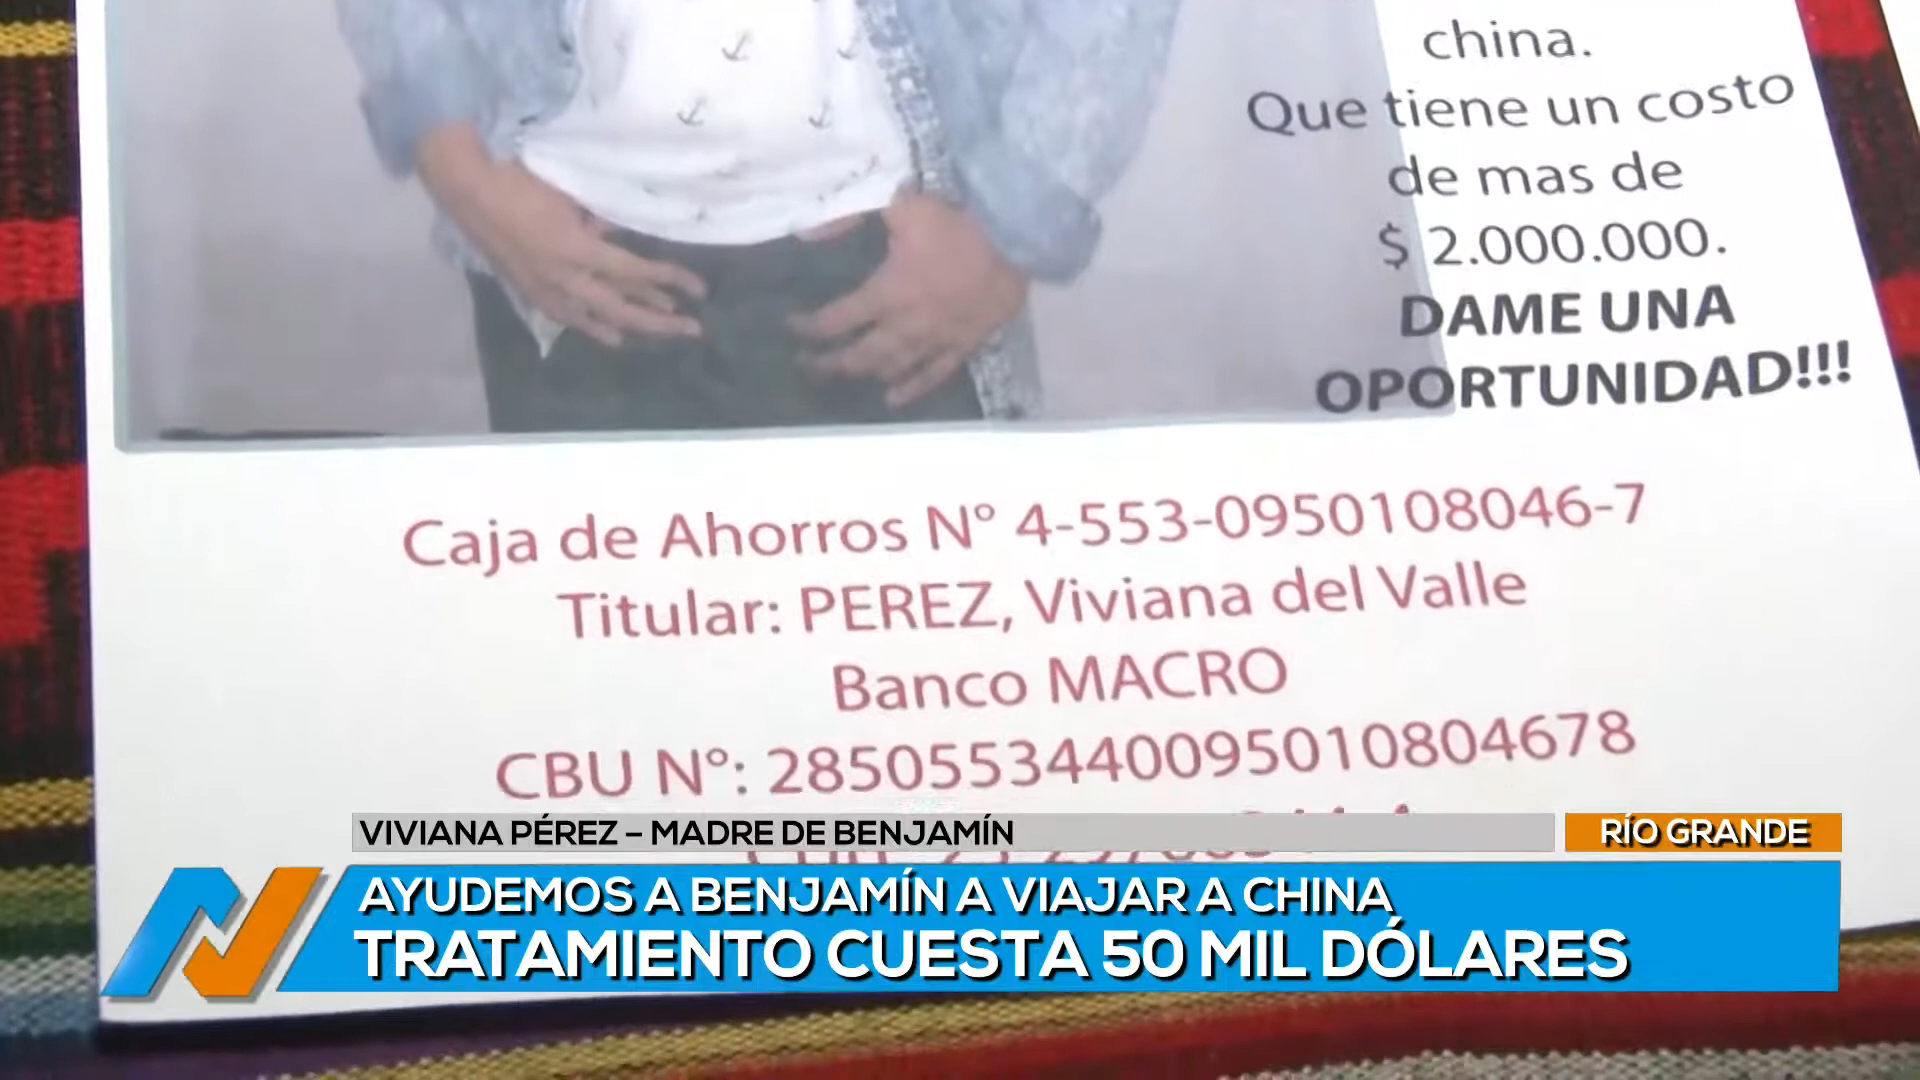 china.
Que tiene un costo
de mas de
$ 2.000.000.
DAME UNA
OPORTUNIDAD!!!
Caja de Ahorros N° 4-553-0950108046-7
Titular: PEREZ, Viviana del Valle
Banco MACRO
CBU N°: 2850553440095010804678
VIVIANA PÉREZ – MADRE DE BENJAMÍN
RÍO GRANDE
AYUDEMOS A BENJAMÍN A VIAJAR A CHINA
TRATAMIENTO CUESTA 50 MIL DÓLARES